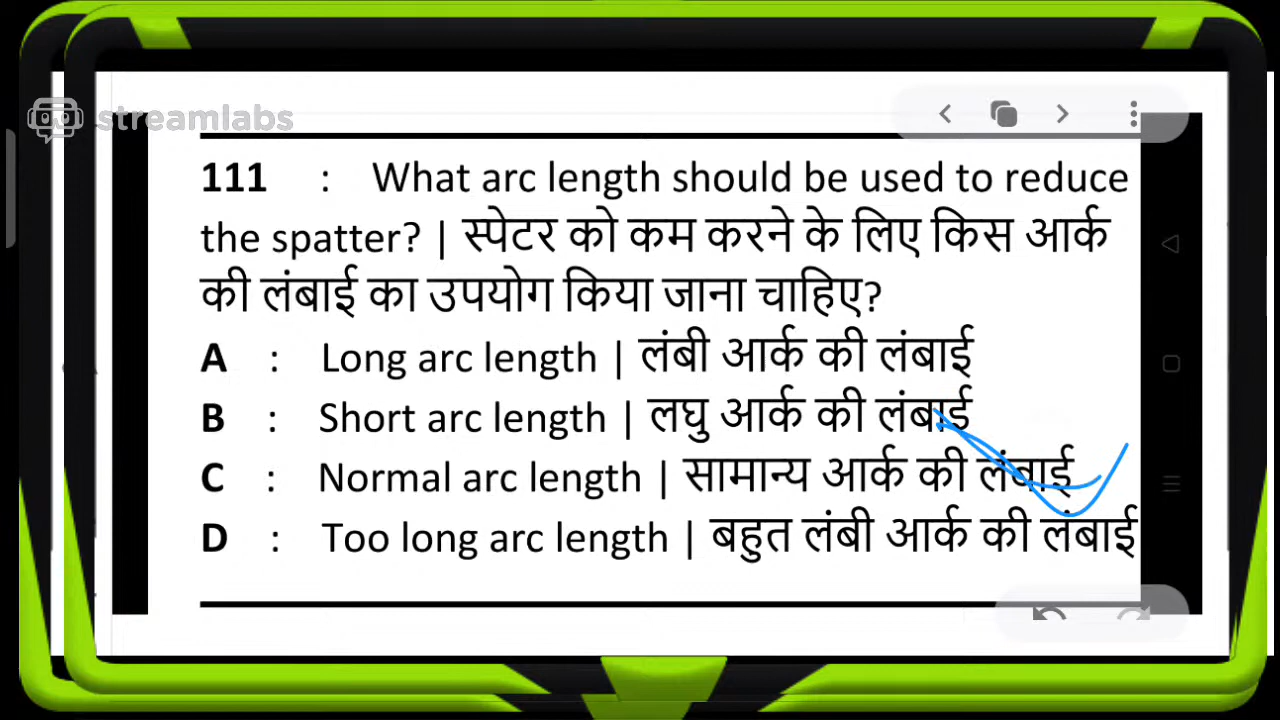 streamlabs
111 : What arc length should be used to reduce
the spatter? | स्पेटर को कम करने के लिए किस आर्क
की लंबाई का उपयोग किया जाना चाहिए?
A : Long arc length | लंबी आर्क की लंबाई
B : Short arc length | लघु आर्क की लंबाई
C : Normal arc length | सामान्य आर्क की लंबाई
D : Too long arc length | बहुत लंबी आर्क की लंबाई